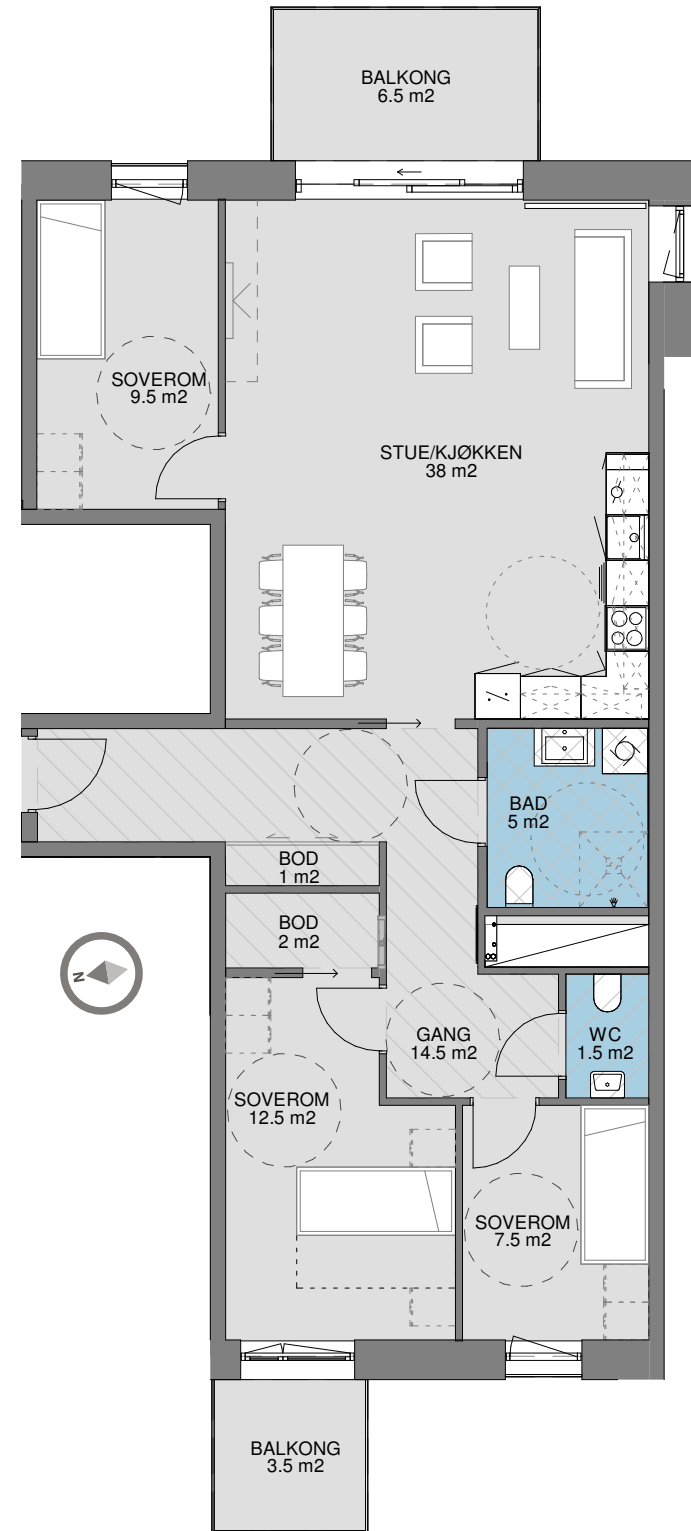 BALKONG
6.5 m2
SOVEROM
9.5 m2
STUE/KJØKKEN
38 m2
BAD
5 m2
BOD
1 m2
BOD
2 m2
N
GANG
14.5 m2
WC
1.5 m2
SOVEROM
12.5 m2
SOVEROM
7.5 m2
BALKONG
3.5 m2